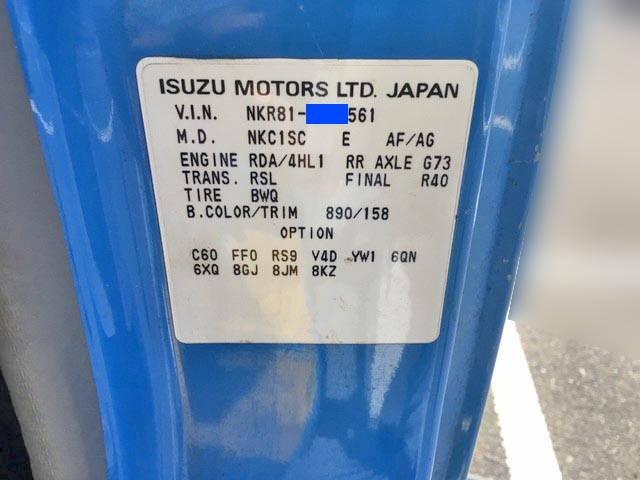 ISUZU MOTORS LTD. JAPAN
V.I.N. NKR81-561
M.D. NKC1SC E AF/AG
ENGINE RDA/4HL1 RR AXLE G73
TRANS. RSL FINAL R40
TIRE BWQ
B.COLOR/TRIM 890/158
OPTION
C60 FF0 RS9 V4D YW1 6QN
6XQ 8GJ 8JM 8KZ